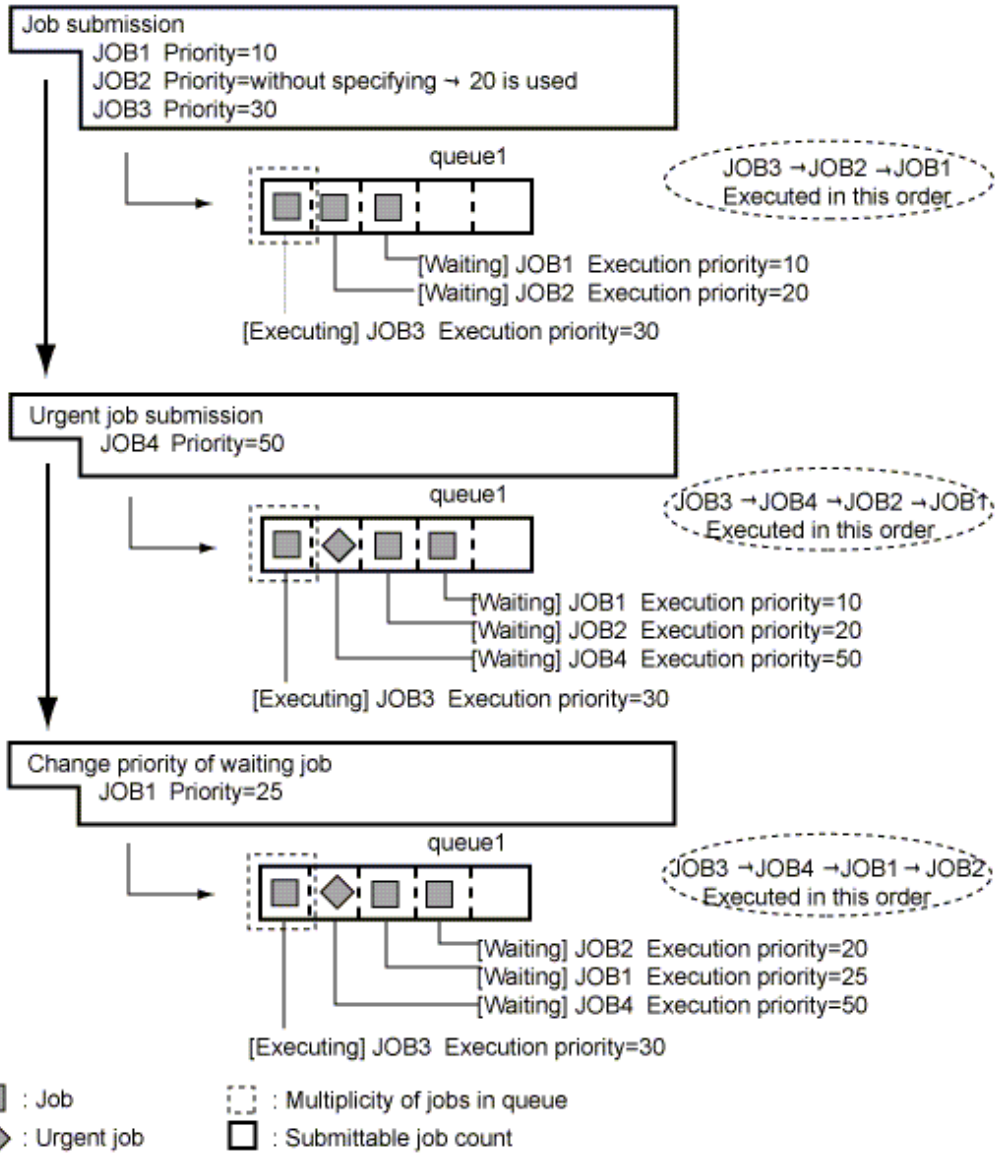 Job submission
JOB1 Priority=10
JOB2 Priority=without specifying → 20 is used
JOB3 Priority=30
queue1
JOB3 →JOB2 →JOB1
Executed in this order
[Waiting] JOB1 Execution priority=10
[Waiting] JOB2 Execution priority=20
[Executing] JOB3 Execution priority=30
Urgent job submission
JOB4 Priority=50
queue1
JOB3 →JOB4 →JOB2 →JOB1
Executed in this order
[Waiting] JOB1 Execution priority=10
[Waiting] JOB2 Execution priority=20
[Waiting] JOB4 Execution priority=50
[Executing] JOB3 Execution priority=30
Change priority of waiting job
JOB1 Priority=25
queue1
JOB3 →JOB4 →JOB1 → JOB2
Executed in this order
[Waiting] JOB2 Execution priority=20
[Waiting] JOB1 Execution priority=25
[Waiting] JOB4 Execution priority=50
[Executing] JOB3 Execution priority=30
: Job
: Multiplicity of jobs in queue
: Urgent job
: Submittable job count